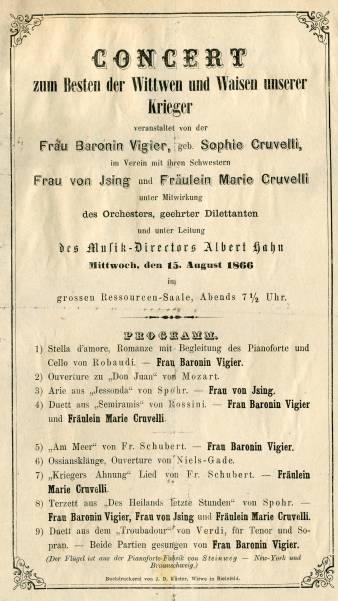 CONCERT
zum Besten der Wittwen und Waisen unserer
Krieger
veranstaltet von der
Frau Baronin Vigier, geb. Sophie Cruvelli,
im Verein mit ihren Schwestern
Frau von Jsing und Fräulein Marie Cruvelli
unter Mitwirkung
des Orchesters, geehrter Dilettanten
und unter Leitung
des Musik-Directors Albert Hahn
Mittwoch, den 15. August 1866
im
grossen Ressourcen-Saale, Abends 7½ Uhr.
PROGRAMM.
1) Stella d'amore, Romanze mit Begleitung des Pianoforte und
Cello von Robaudi. — Frau Baronin Vigier.
2) Ouverture zu „Don Juan" von Mozart.
3) Arie aus „Jessonda" von Spohr. — Frau von Jsing.
4) Duett aus „Semiramis" von Rossini. — Frau Baronin Vigier
und Fräulein Marie Cruvelli.
5) „Am Meer" von Fr. Schubert. — Frau Baronin Vigier.
6) Ossiansklänge, Ouverture von Niels-Gade.
7) „Kriegers Ahnung" Lied von Fr. Schubert. — Fräulein
Marie Cruvelli.
8) Terzett aus „Des Heilands letzte Stunden" von Spohr. —
Frau Baronin Vigier, Frau von Jsing und Fräulein Marie Cruvelli.
9) Duett aus dem „Troubadour" von Verdi, für Tenor und So-
pran. — Beide Partien gesungen von Frau Baronin Vigier.
(Der Flügel ist aus der Pianoforte-Fabrik von Steinweg — New-York und
Braunschweig.)
Buchdruckerei von J. D. Küster, Wittwe in Bielefeld.